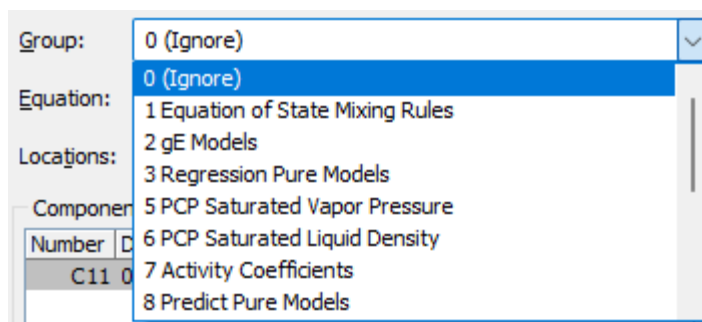 Group: 0 (Ignore)
0 (Ignore)
Equation: 1 Equation of State Mixing Rules
2 gE Models
Locations: 3 Regression Pure Models
Componen 5 PCP Saturated Vapor Pressure
Number D 6 PCP Saturated Liquid Density
C11 0 7 Activity Coefficients
8 Predict Pure Models